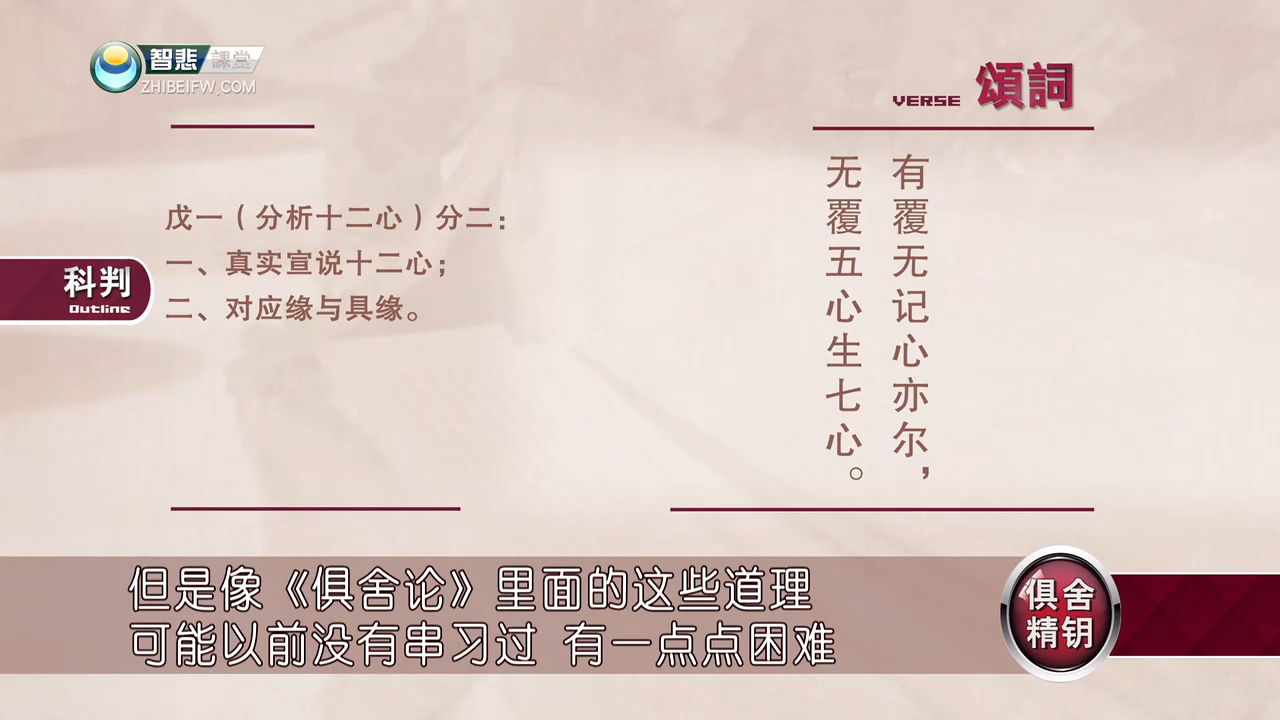 智悲課堂
ZHIBEIFW.COM
VERSE 頌詞
有覆无记心亦尔，
无覆五心生七心。
科判
Outline
戊一（分析十二心）分二：
一、真实宣说十二心；
二、对应缘与具缘。
但是像《俱舍论》里面的这些道理
可能以前没有串习过 有一点点困难
俱舍
精钥